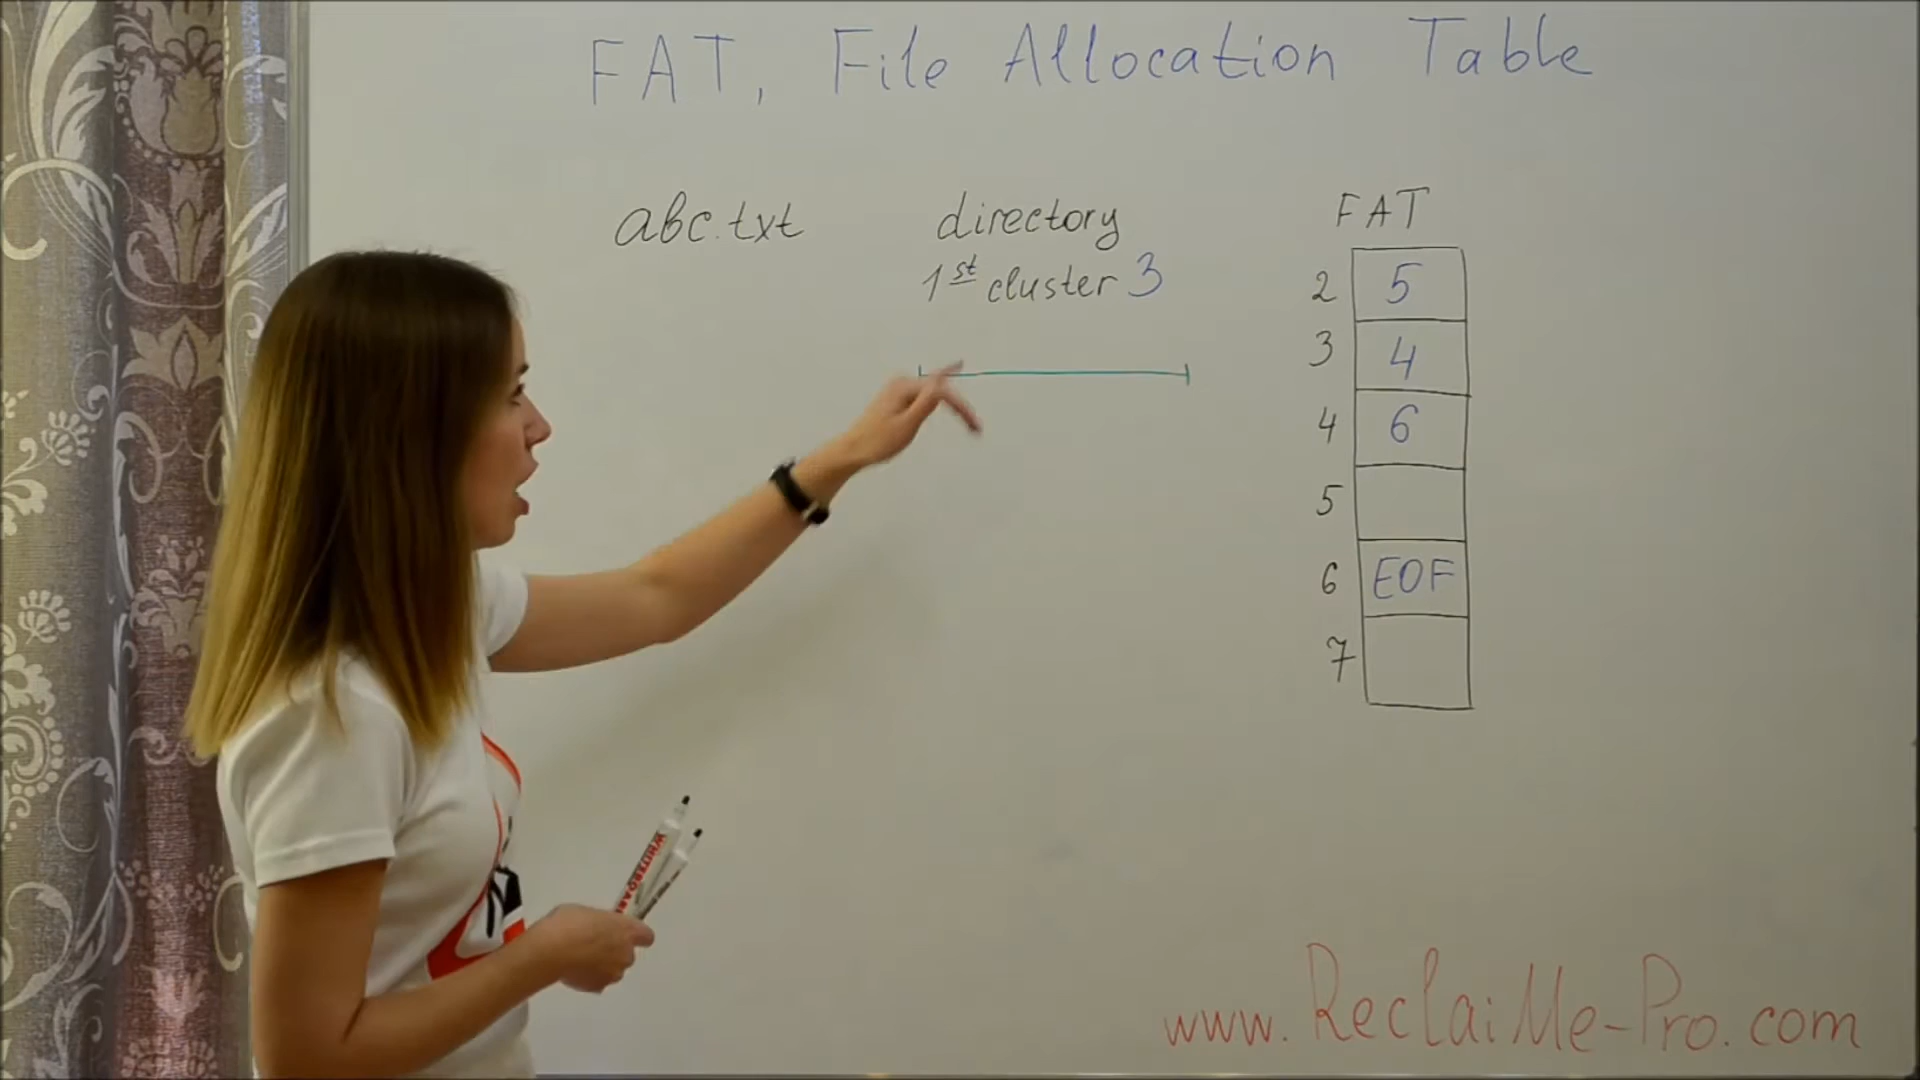 FAT, File Allocation Table
abc.txt
directory
1st cluster 3
FAT
2 5
3 4
4 6
5
6 EOF
7
WHITEBOARD
www.ReclaiMe-Pro.com